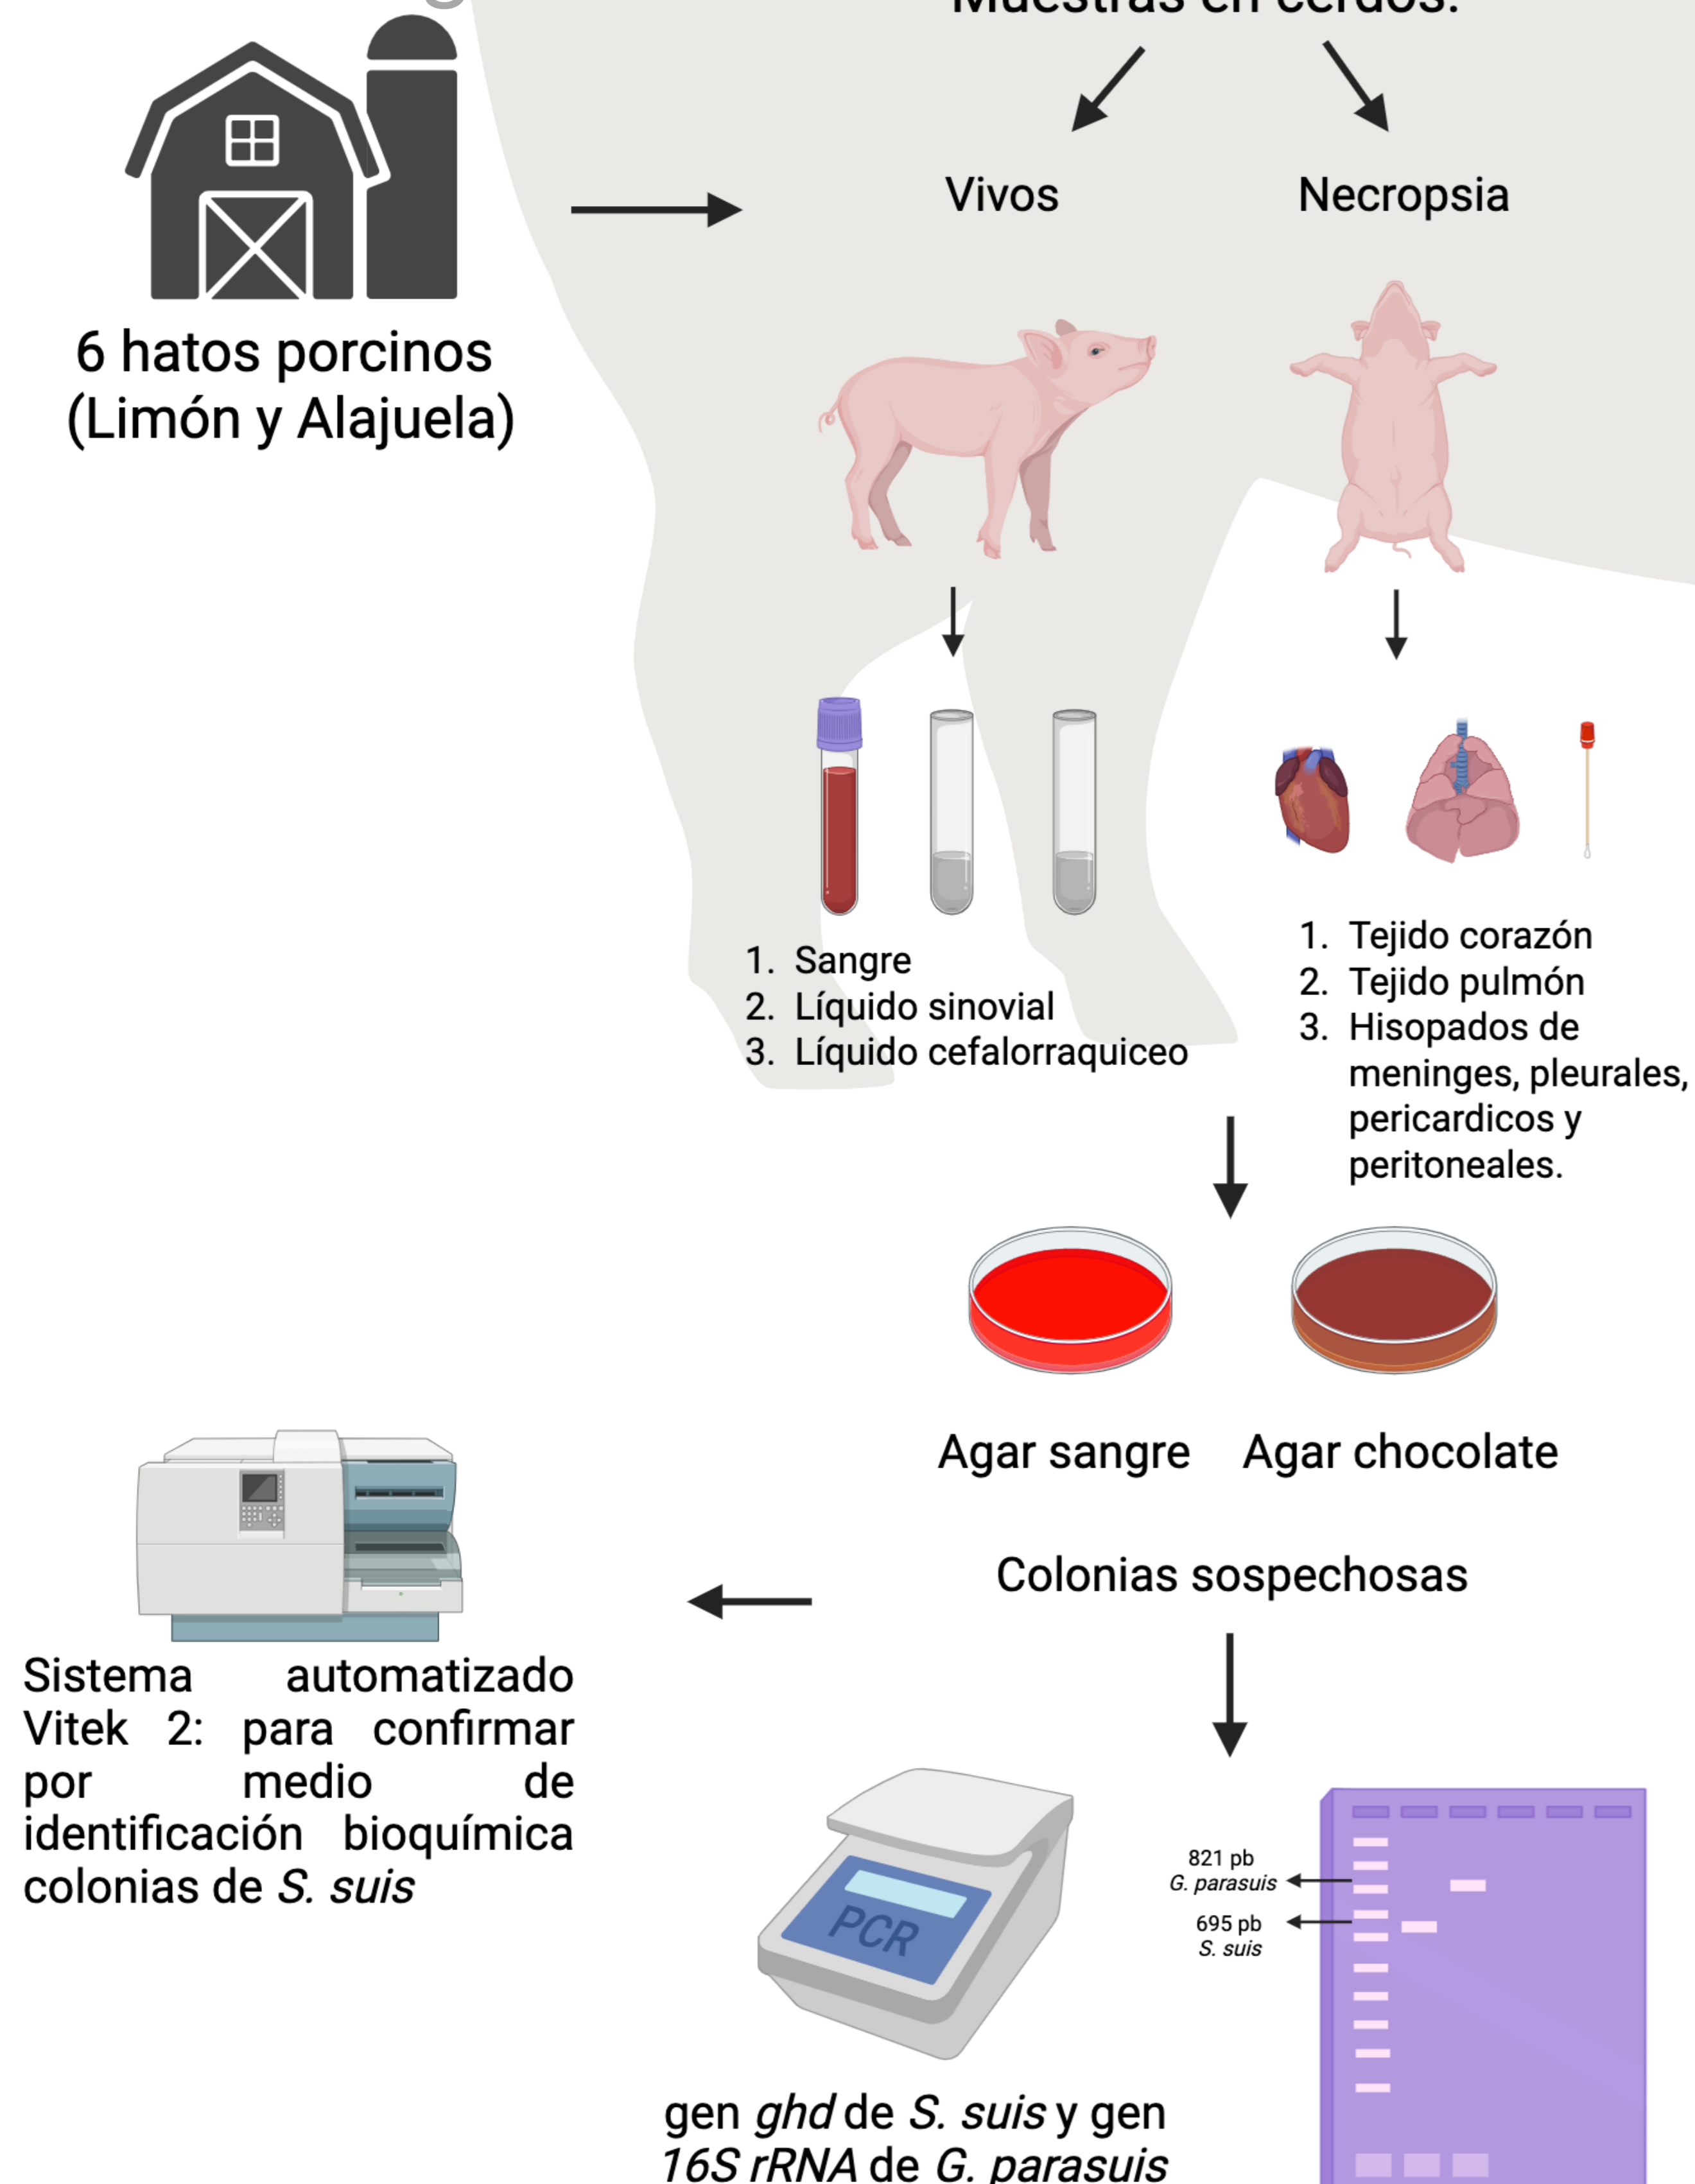 Muestras en cerdos:
Vivos
Necropsia
6 hatos porcinos
(Limón y Alajuela)
1. Sangre
2. Líquido sinovial
3. Líquido cefalorraquiceo
1. Tejido corazón
2. Tejido pulmón
3. Hisopados de
meninges, pleurales,
pericardicos y
peritoneales.
Agar sangre
Agar chocolate
Colonias sospechosas
Sistema automatizado
Vitek 2: para confirmar
por medio de
identificación bioquímica
colonias de S. suis
PCR
821 pb
G. parasuis
695 pb
S. suis
gen ghd de S. suis y gen
16S rRNA de G. parasuis